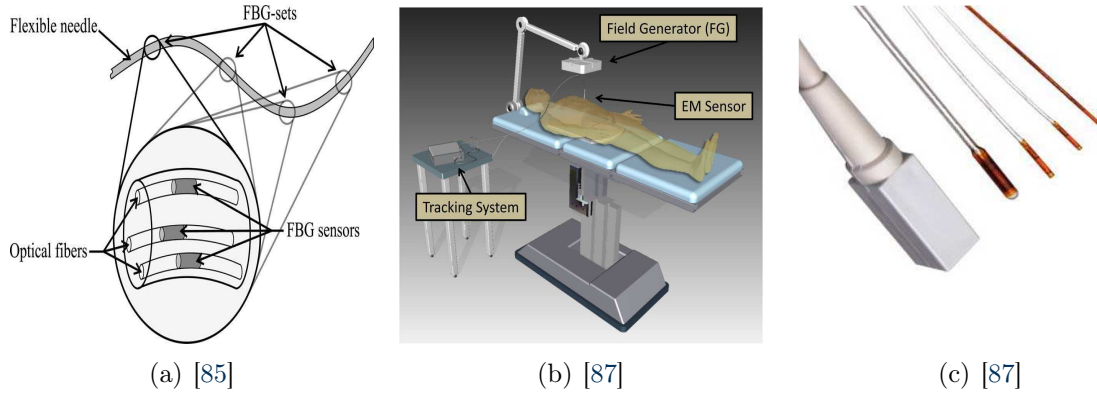 Flexible needle
FBG-sets
Optical fibers
FBG sensors
Field Generator (FG)
EM Sensor
Tracking System
(a) [85]
(b) [87]
(c) [87]